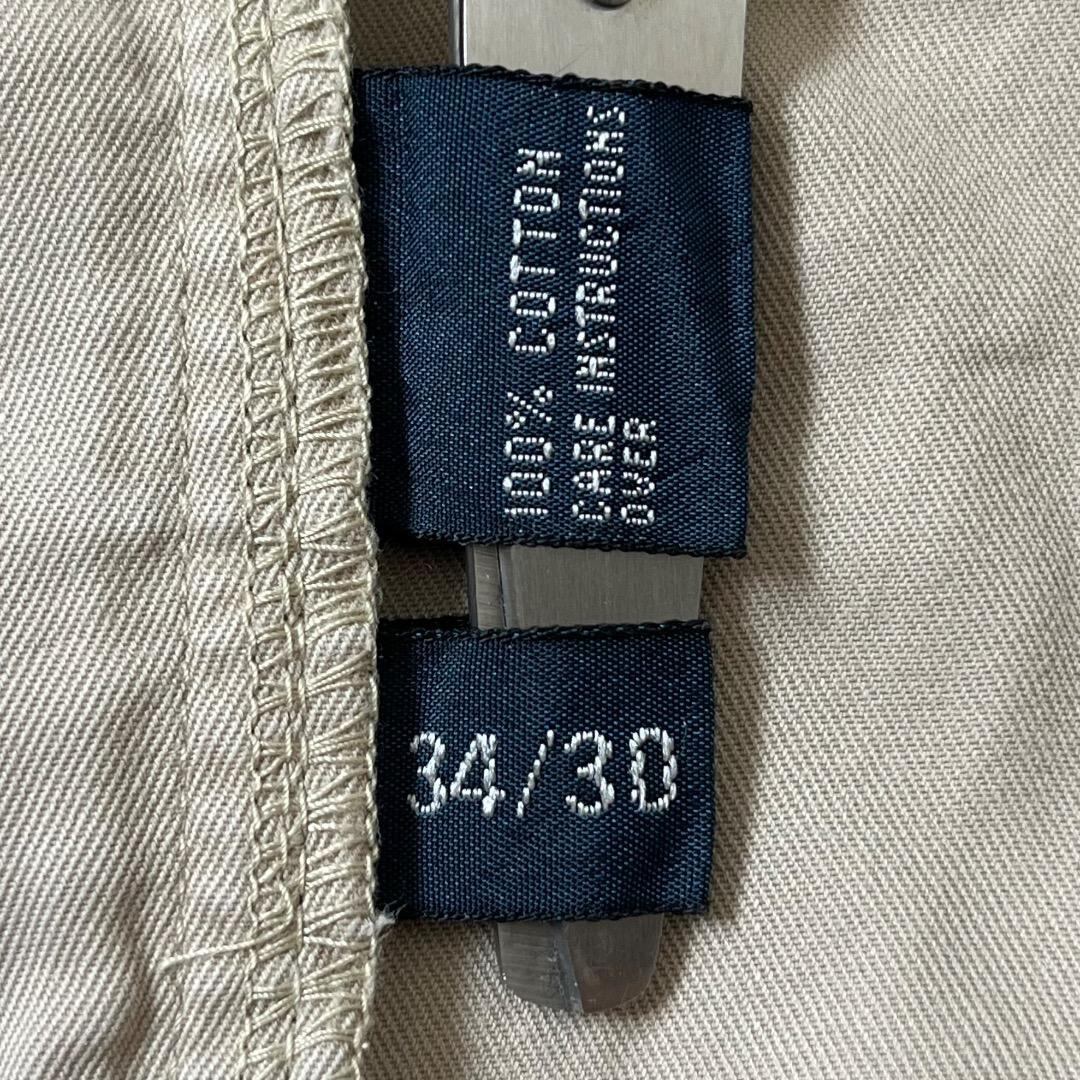 100% COTTON
CARE INSTRUCTIONS
OVER
34/30